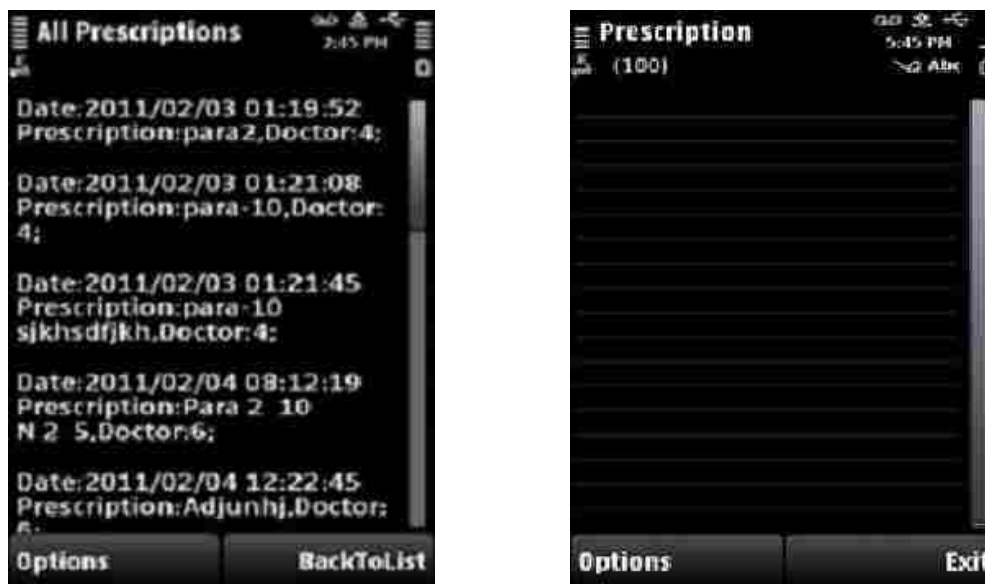 All Prescriptions
2:45 PM
Date:2011/02/03 01:19:52
Prescription:para2,Doctor:4;
Date:2011/02/03 01:21:08
Prescription:para-10,Doctor:
4;
Date:2011/02/03 01:21:45
Prescription:para-10
sjkhsdfjkh,Doctor:4;
Date:2011/02/04 08:12:19
Prescription:Para 2 10
N 2 5,Doctor:6;
Date:2011/02/04 12:22:45
Prescription:Adjunhj,Doctor:
6;
Options
BackToList
Prescription
5:45 PM
(100)
Abc
Options
Exit